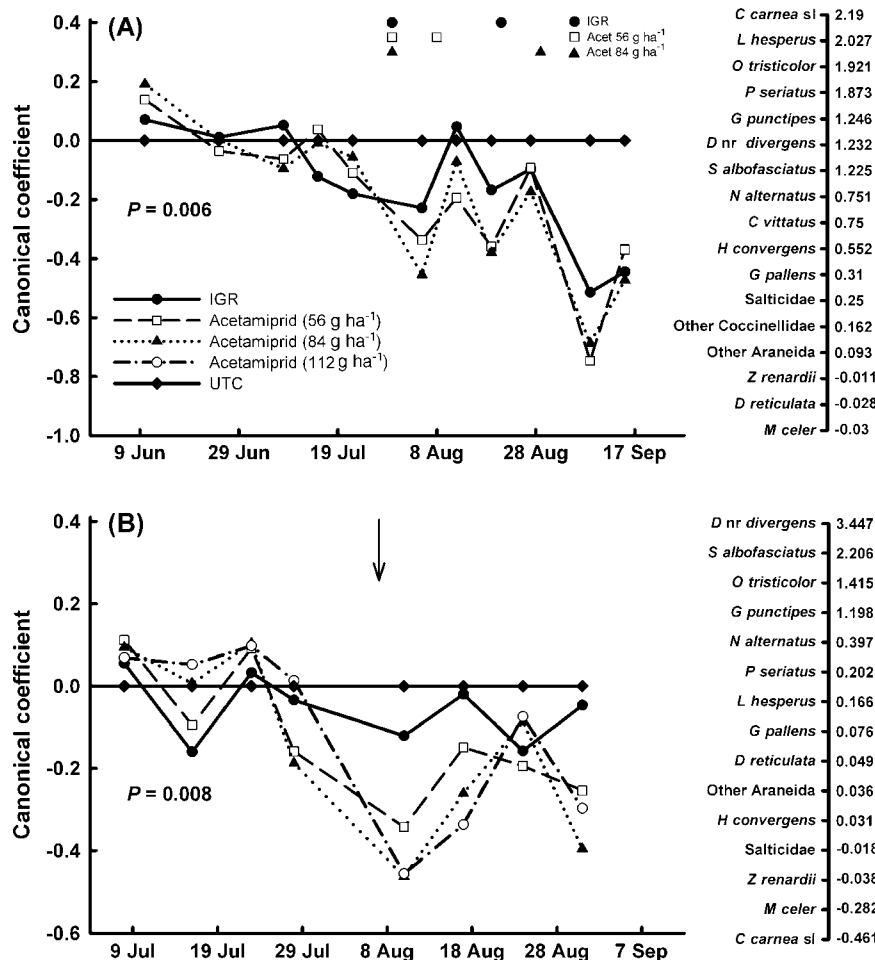 (A)
0.4
0.2
0.0
-0.2
-0.4
-0.6
-0.8
-1.0
Canonical coefficient
IGR
Acet 56 g ha-1
Acet 84 g ha-1
P = 0.006
IGR
Acetamiprid (56 g ha-1)
Acetamiprid (84 g ha-1)
Acetamiprid (112 g ha-1)
UTC
9 Jun 29 Jun 19 Jul 8 Aug 28 Aug 17 Sep
C carnea sl 2.19
L hesperus 2.027
O tristicolor 1.921
P seriatus 1.873
G punctipes 1.246
D nr divergens 1.232
S albofasciatus 1.225
N alternatus 0.751
C vittatus 0.75
H convergens 0.552
G pallens 0.31
Salticidae 0.25
Other Coccinellidae 0.162
Other Araneida 0.093
Z renardii -0.011
D reticulata -0.028
M celer -0.03
(B)
0.4
0.2
0.0
-0.2
-0.4
-0.6
Canonical coefficient
P = 0.008
9 Jul 19 Jul 29 Jul 8 Aug 18 Aug 28 Aug 7 Sep
D nr divergens 3.447
S albofasciatus 2.206
O tristicolor 1.415
G punctipes 1.198
N alternatus 0.397
P seriatus 0.202
L hesperus 0.166
G pallens 0.076
D reticulata 0.049
Other Araneida 0.036
H convergens 0.031
Salticidae -0.018
Z renardii -0.038
M celer -0.282
C carnea sl -0.461